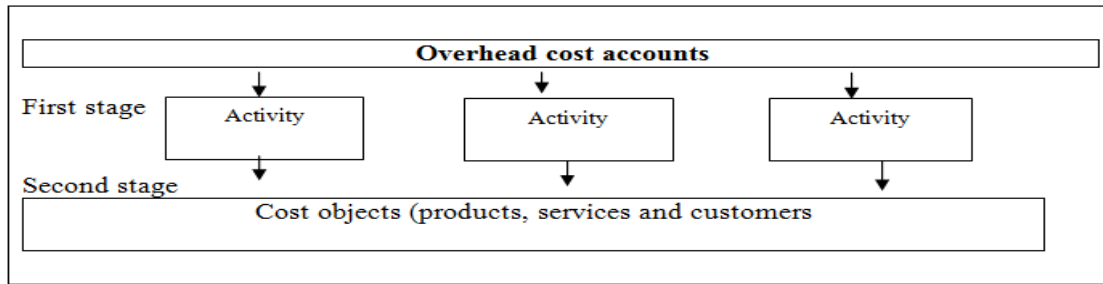 Overhead cost accounts
First stage
Activity
Activity
Activity
Second stage
Cost objects (products, services and customers